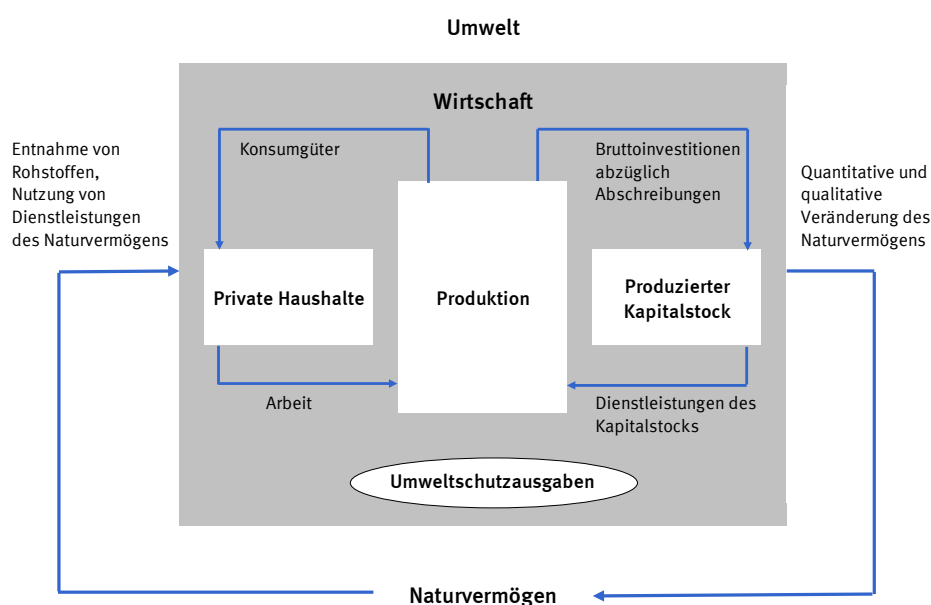 Umwelt
Wirtschaft
Entnahme von
Rohstoffen,
Nutzung von
Dienstleistungen
des Naturvermögens
Konsumgüter
Bruttoinvestitionen
abzüglich
Abschreibungen
Quantitative und
qualitative
Veränderung des
Naturvermögens
Private Haushalte
Produktion
Produzierter
Kapitalstock
Arbeit
Dienstleistungen des
Kapitalstocks
Umweltschutzausgaben
Naturvermögen